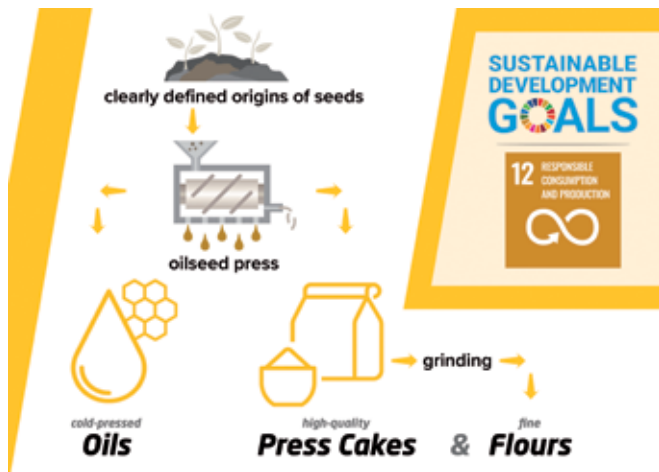 clearly defined origins of seeds
oilseed press
SUSTAINABLE
DEVELOPMENT
GOALS
12 RESPONSIBLE
CONSUMPTION
AND PRODUCTION
grinding
cold-pressed
Oils
high-quality
Press Cakes
&
fine
Flours